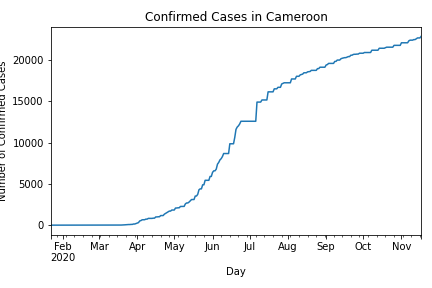 Confirmed Cases in Cameroon
Number of Confirmed Cases
20000
15000
10000
5000
0
Feb Mar Apr May Jun Jul Aug Sep Oct Nov
2020
Day